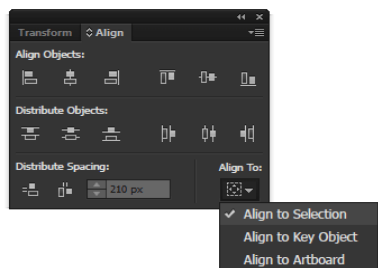 Transform Align
Align Objects:
Distribute Objects:
Distribute Spacing: Align To:
210 px
Align to Selection
Align to Key Object
Align to Artboard